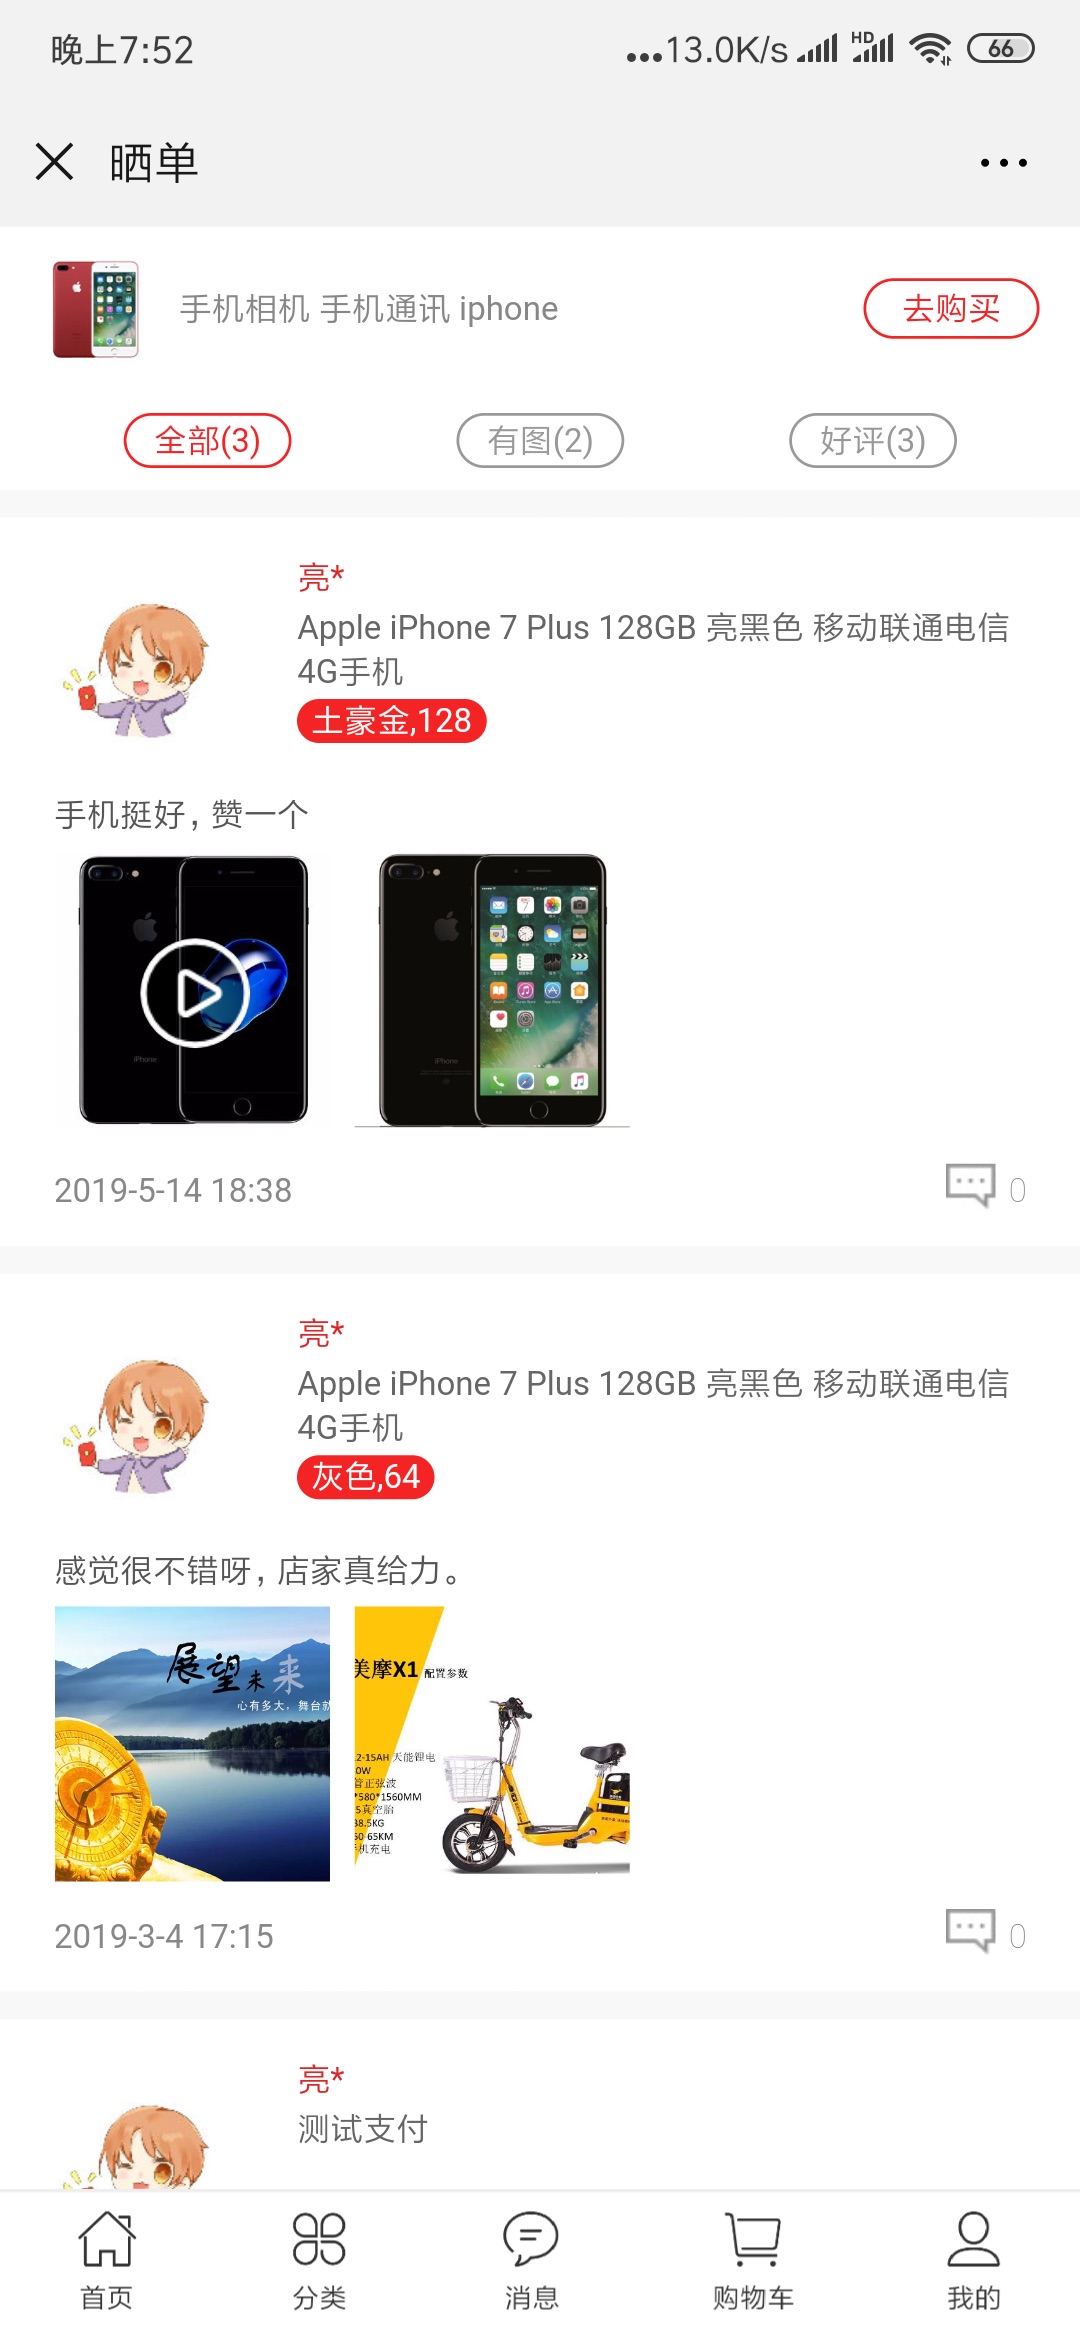 晚上7:52
...13.0K/s HD 66
晒单
手机相机 手机通讯 iphone
去购买
全部(3)
有图(2)
好评(3)
亮*
Apple iPhone 7 Plus 128GB 亮黑色 移动联通电信
4G手机
土豪金,128
手机挺好，赞一个
iPhone
iPhone
2019-5-14 18:38
0
亮*
Apple iPhone 7 Plus 128GB 亮黑色 移动联通电信
4G手机
灰色,64
感觉很不错呀，店家真给力。
展望未来
心有多大，舞台就
美摩X1 配置参数
2-15AH 天能锂电
0W
管正弦波
*580*1560MM
5真空胎
38.5KG
60-65KM
机充电
2019-3-4 17:15
0
亮*
测试支付
首页
分类
消息
购物车
我的